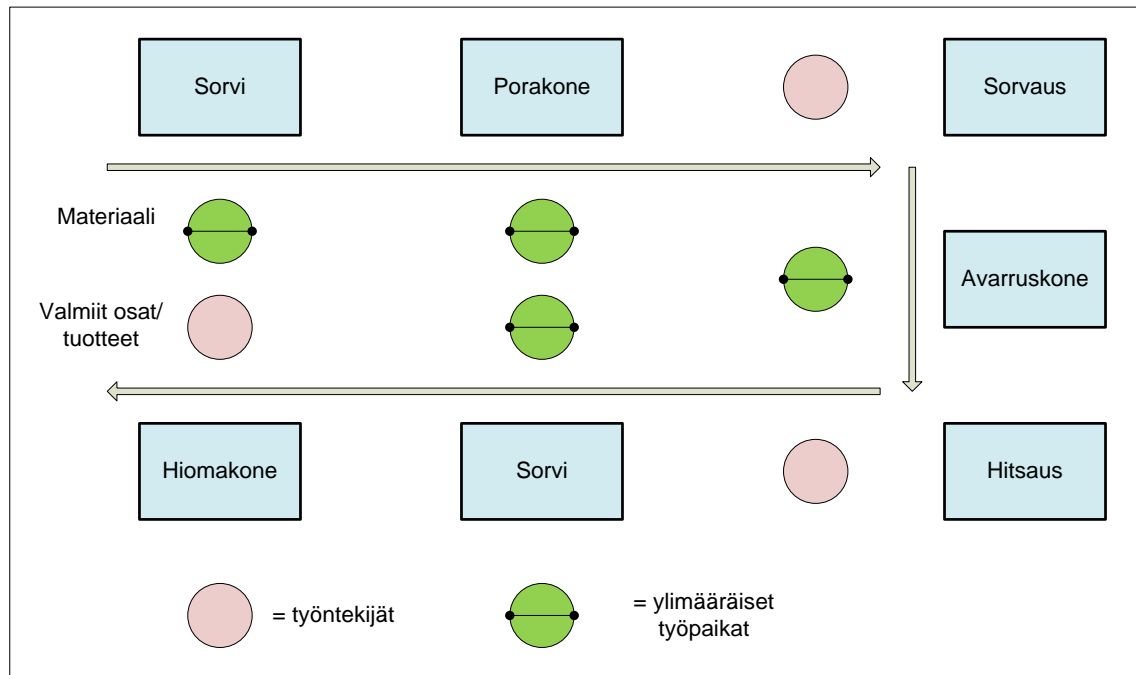 Sorvi
Porakone
Sorvaus
Materiaali
Avarruskone
Valmiit osat/
tuotteet
Hiomakone
Sorvi
Hitsaus
= työntekijät
= ylimääräiset
työpaikat